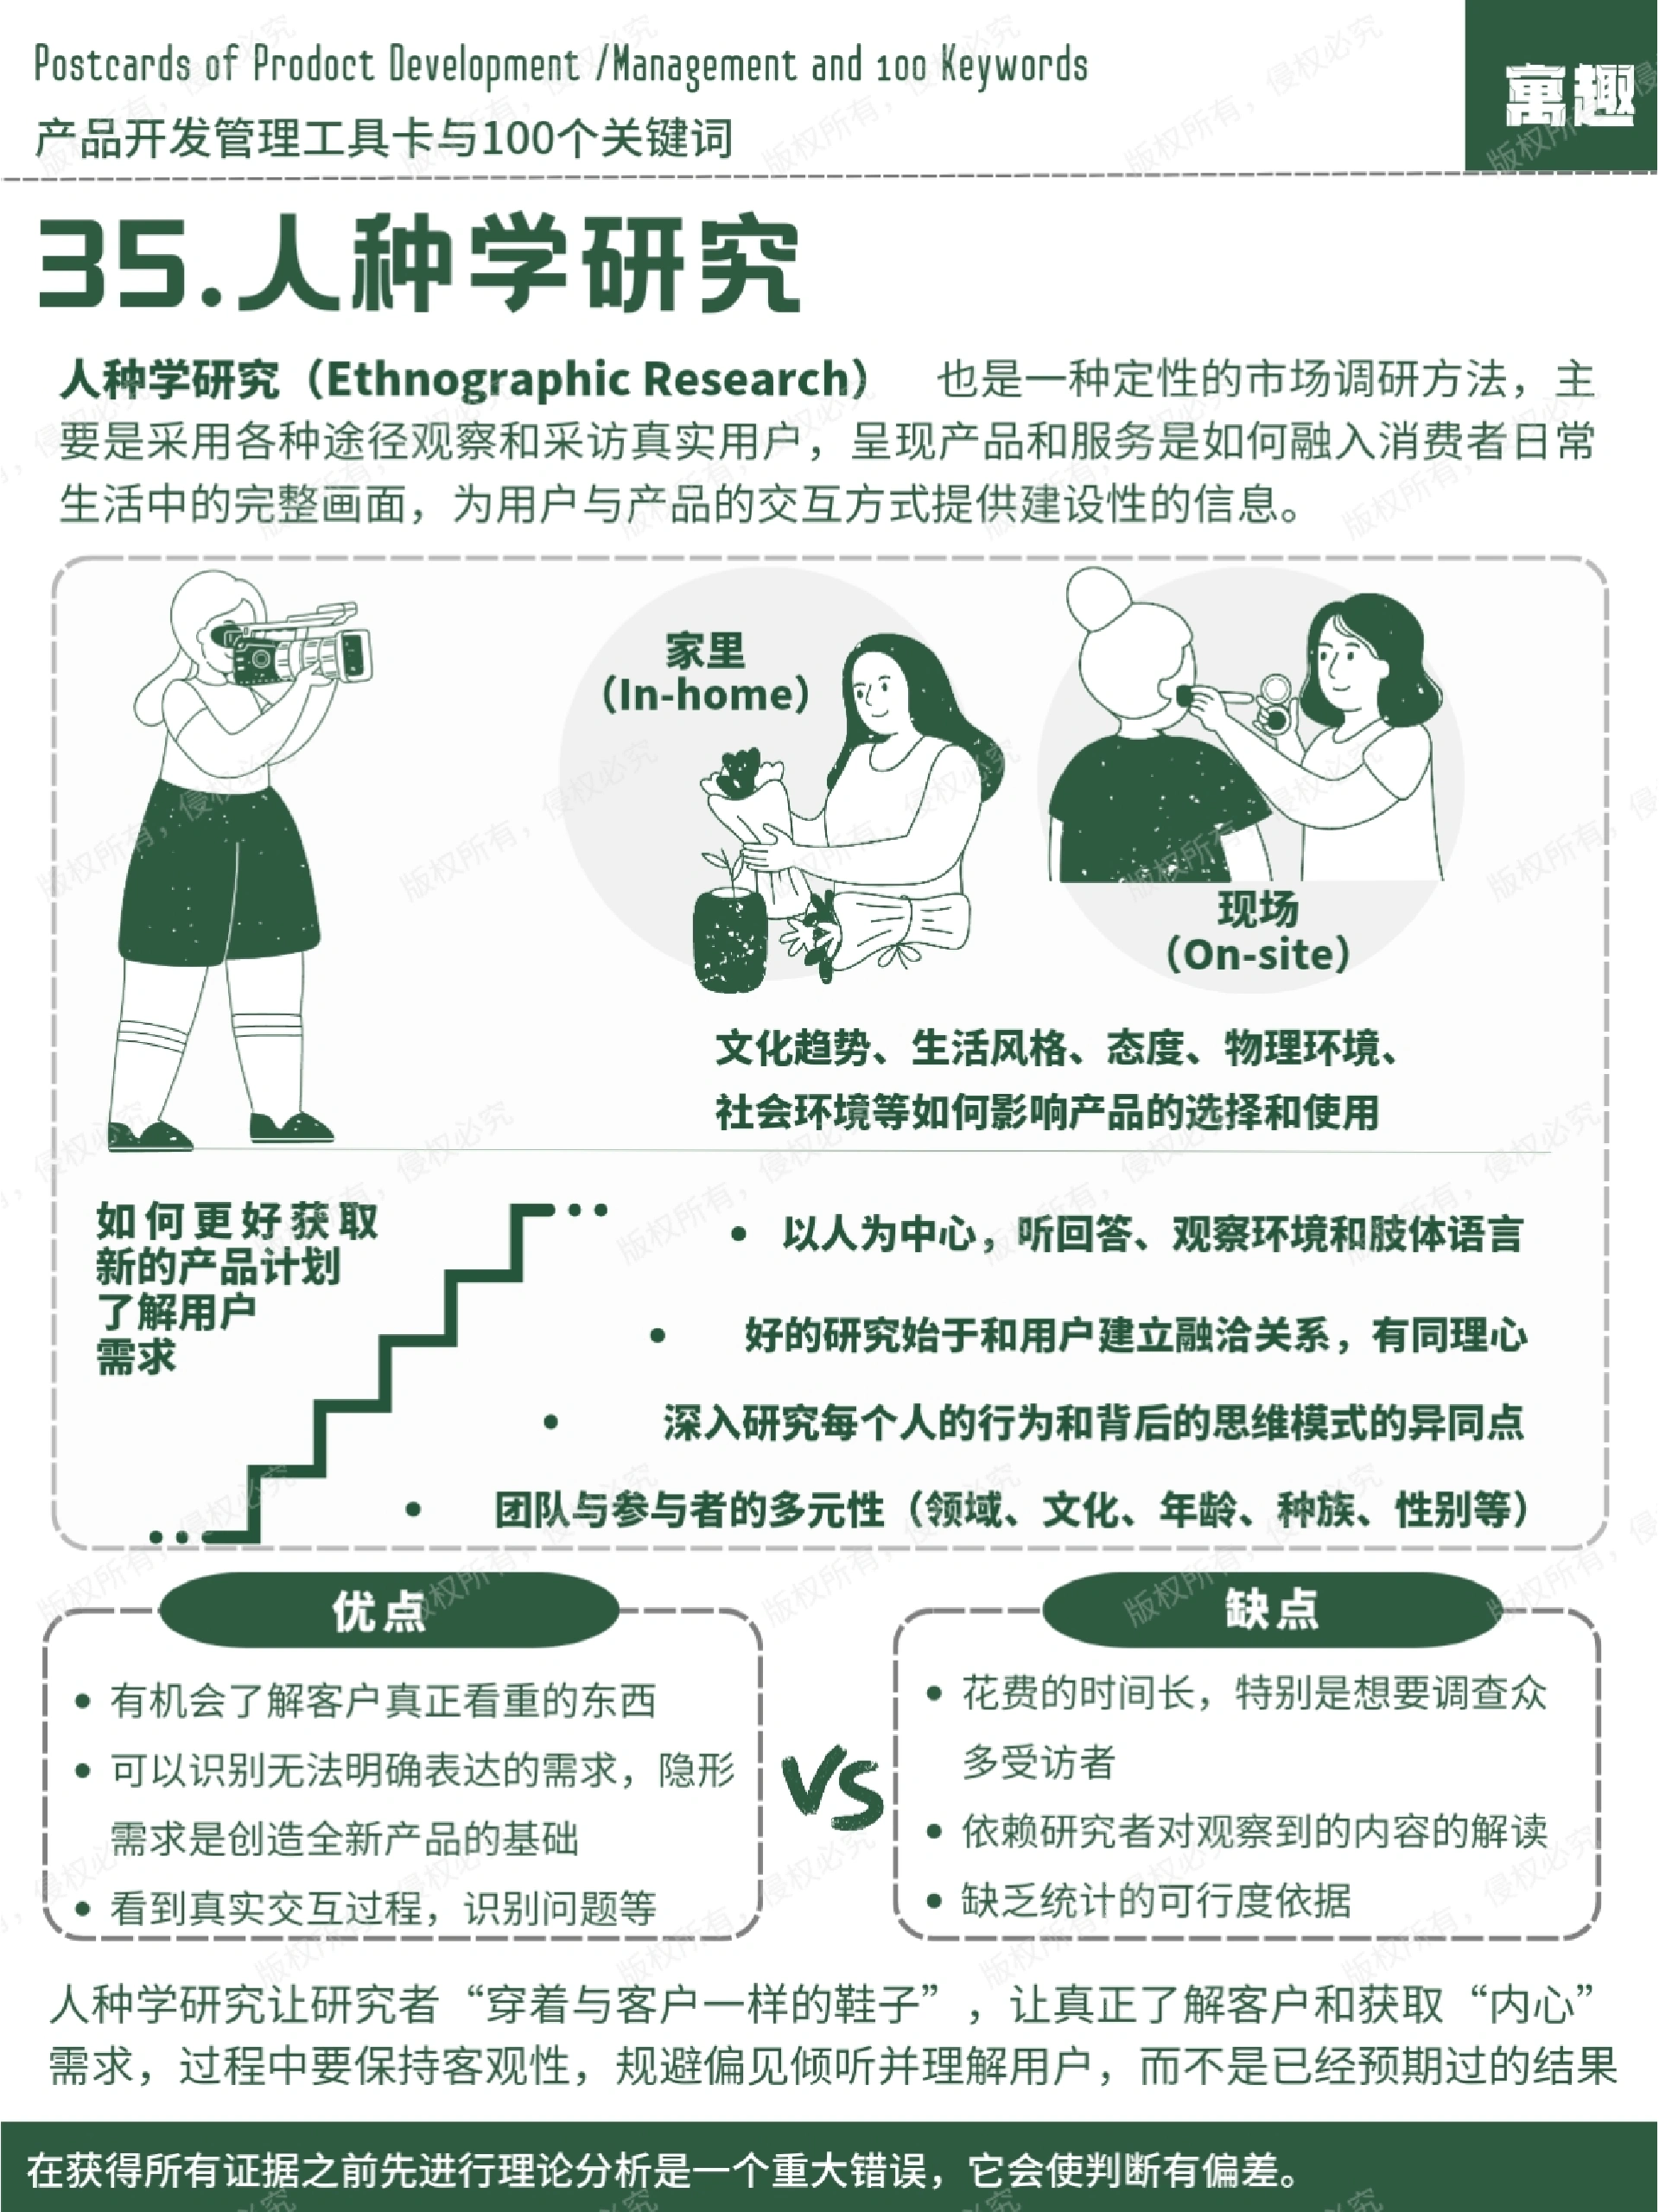 Postcards of Prodoct Development /Management and 100 Keywords
产品开发管理工具卡与100个关键词
寓趣
35.人种学研究
人种学研究（Ethnographic Research） 也是一种定性的市场调研方法，主
要是采用各种途径观察和采访真实用户，呈现产品和服务是如何融入消费者日常
生活中的完整画面，为用户与产品的交互方式提供建设性的信息。
家里
（In-home）
现场
（On-site）
文化趋势、生活风格、态度、物理环境、
社会环境等如何影响产品的选择和使用
如何更好获取
新的产品计划
了解用户
需求
• 以人为中心，听回答、观察环境和肢体语言
• 好的研究始于和用户建立融洽关系，有同理心
• 深入研究每个人的行为和背后的思维模式的异同点
• 团队与参与者的多元性（领域、文化、年龄、种族、性别等）
优点
• 有机会了解客户真正看重的东西
• 可以识别无法明确表达的需求，隐形
需求是创造全新产品的基础
• 看到真实交互过程，识别问题等
VS
缺点
• 花费的时间长，特别是想要调查众
多受访者
• 依赖研究者对观察到的内容的解读
• 缺乏统计的可行度依据
人种学研究让研究者“穿着与客户一样的鞋子”，让真正了解客户和获取“内心”
需求，过程中要保持客观性，规避偏见倾听并理解用户，而不是已经预期过的结果
在获得所有证据之前先进行理论分析是一个重大错误，它会使判断有偏差。
版权所有，侵权必究